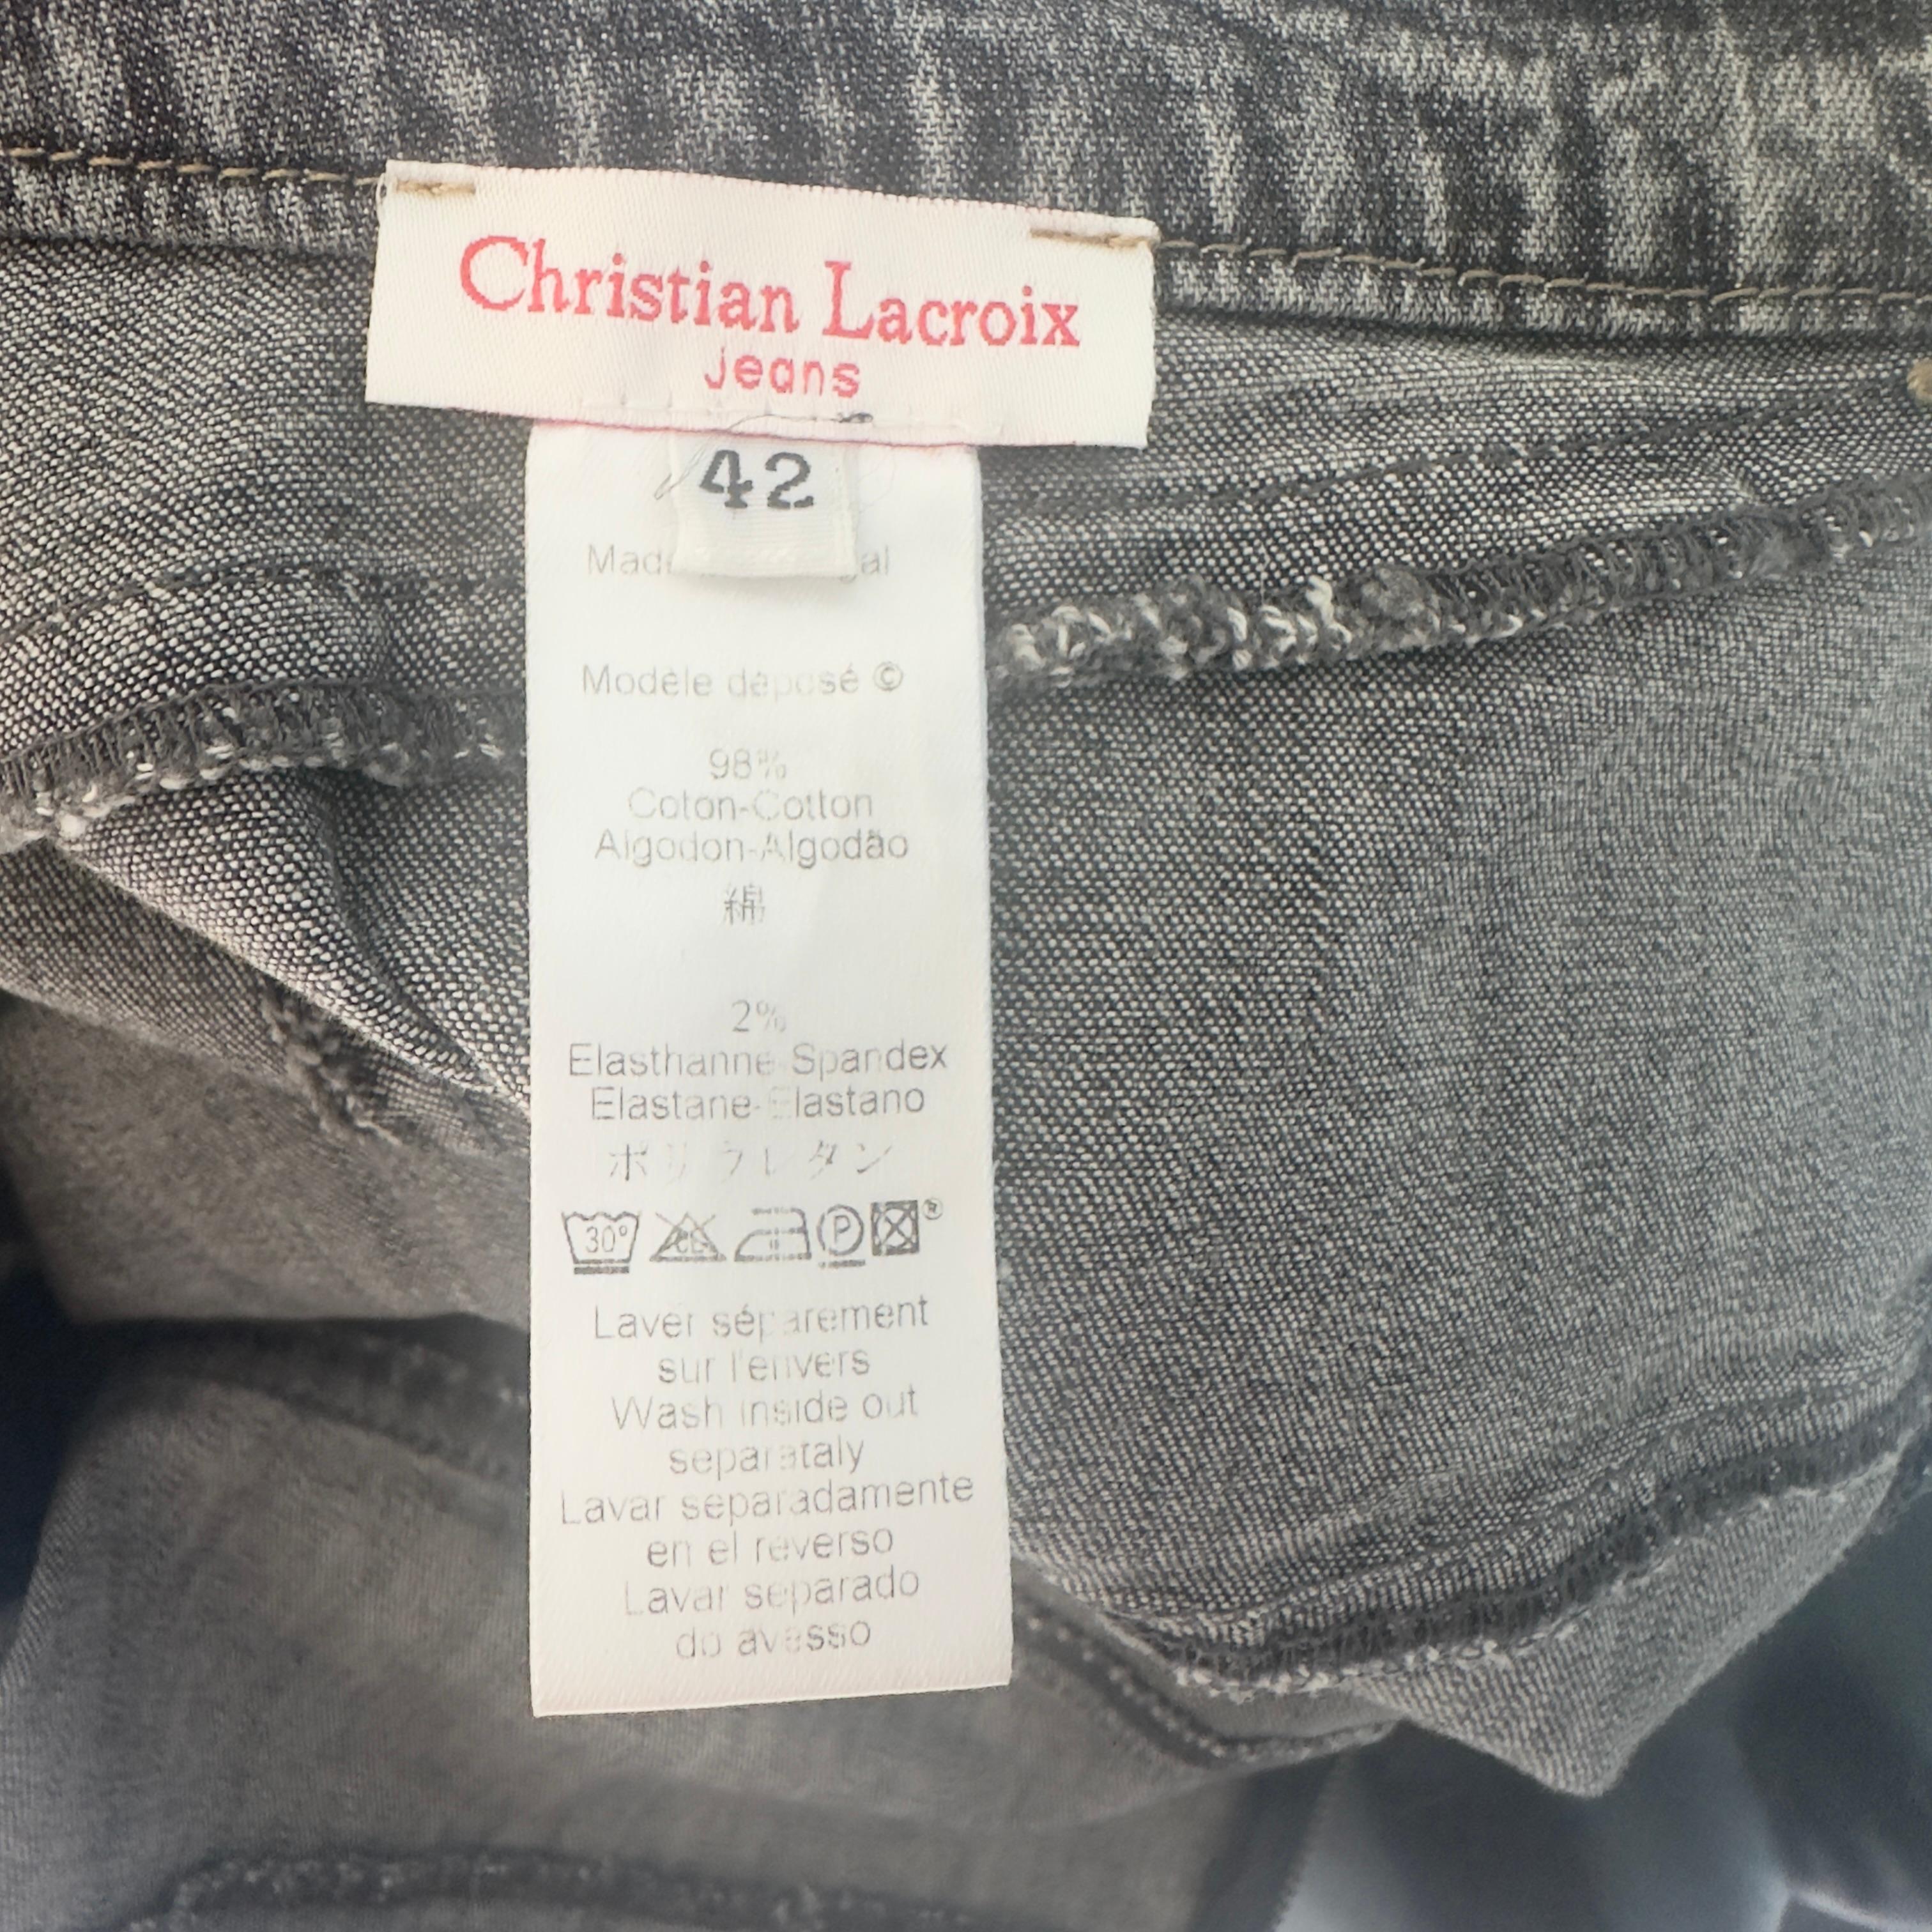 Christian Lacroix
Jeans
42
Modèle déposé ©
98%
Coton-Cotton
Algodon-Algodão
綿
2%
Elasthanne-Spandex
Elastane-Elastano
ポリウレタン
30° CL P ®
Laver séparement
sur l'envers
Wash inside out
separataly
Lavar separadamente
en el reverso
Lavar separado
do avesso